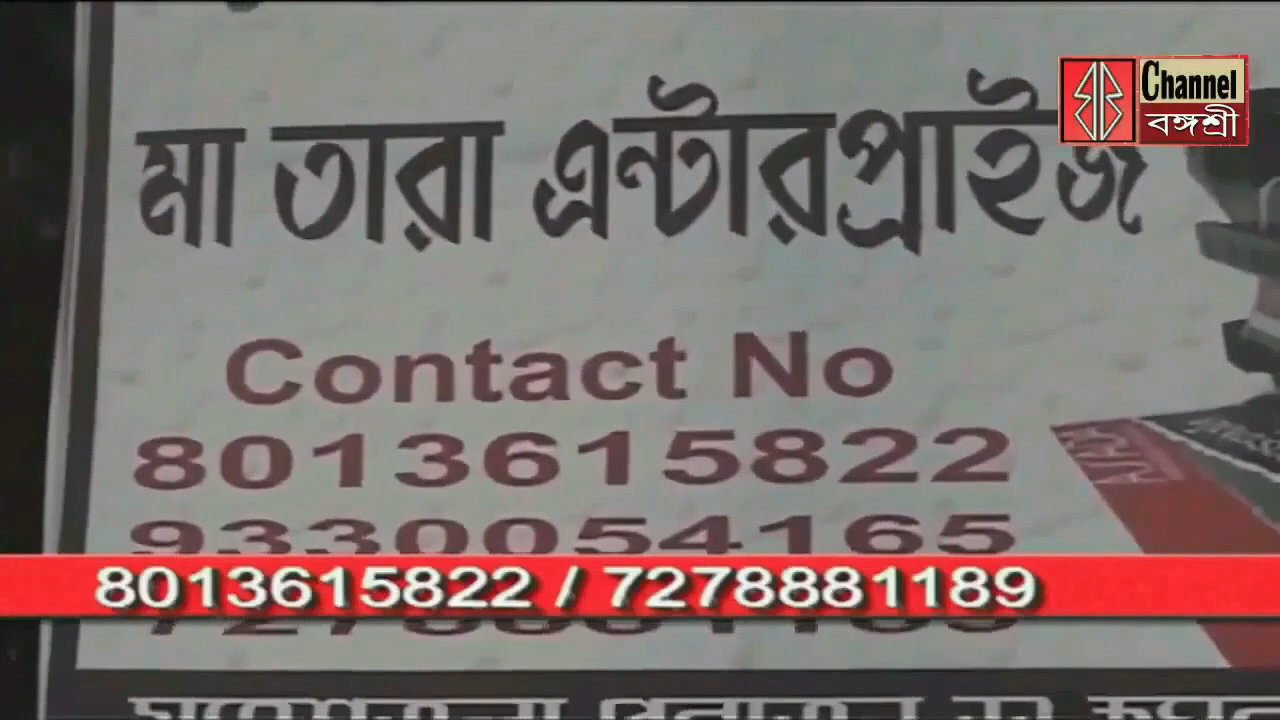 Channel
বঙ্গশ্রী
মা তারা এন্টারপ্রাইজ
Contact No
8013615822
9330054165
8013615822 / 7278881189